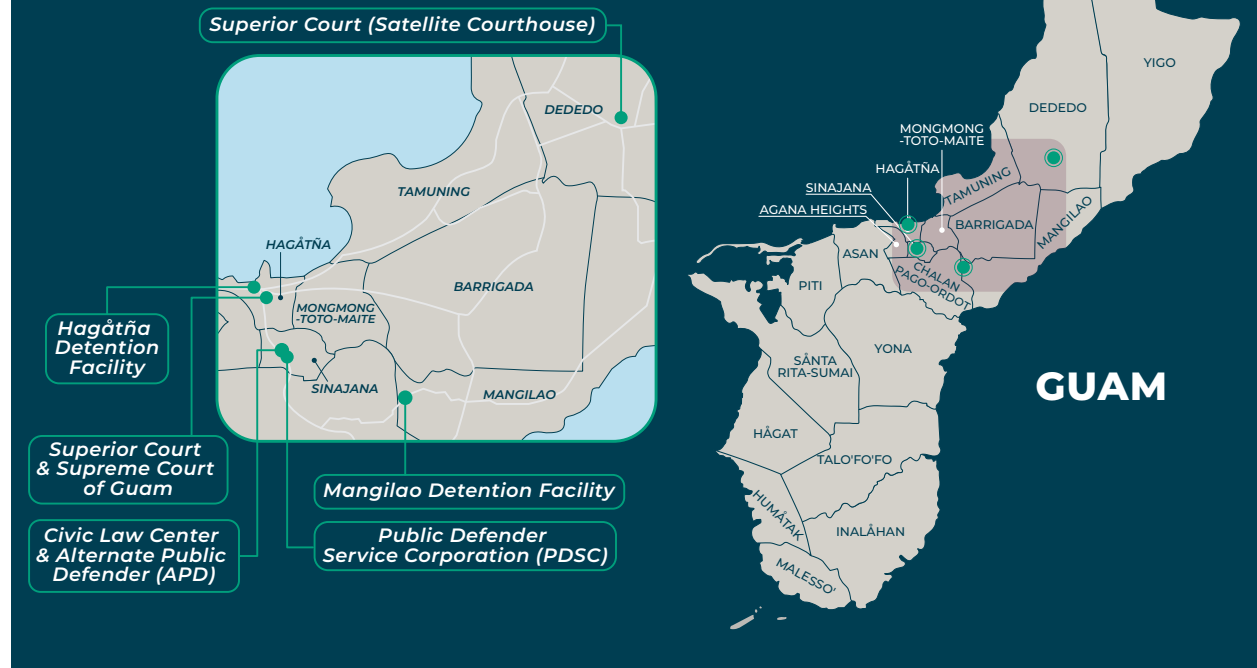 Superior Court (Satellite Courthouse)
DEDEDO
TAMUNING
HAGÅTÑA
BARRIGADA
MONGMONG
-TOTO-MAITE
SINAJANA
MANGILAO
Hagåtña
Detention
Facility
Superior Court
& Supreme Court
of Guam
Civic Law Center
& Alternate Public
Defender (APD)
Mangilao Detention Facility
Public Defender
Service Corporation (PDSC)
YIGO
DEDEDO
MONGMONG
-TOTO-MAITE
HAGÅTÑA
SINAJANA
AGANA HEIGHTS
TAMUNING
BARRIGADA
MANGILAO
ASAN
CHALAN
PAGO-ORDOT
PITI
YONA
SÅNTA
RITA-SUMAI
GUAM
HÅGAT
TALO'FO'FO
HUMÅTAK
INALÅHAN
MALESSO'